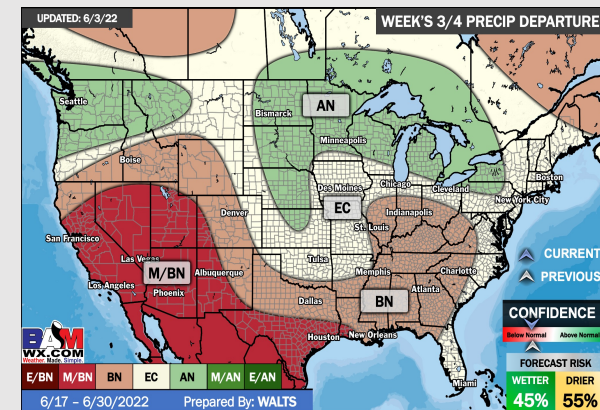 UPDATED: 6/3/22
WEEK'S 3/4 PRECIP DEPARTURE
Seattle
Bismarck
AN
Minneapolis
Boise
Boston
Des Moines
Chicago
Cleveland
New York City
Denver
EC
Indianapolis
St. Louis
San Francisco
Las Vegas
M/BN
Albuquerque
Tulsa
Memphis
Charlotte
CURRENT
PREVIOUS
Los Angeles
Phoenix
Dallas
BN
Atlanta
Houston
New Orleans
CONFIDENCE
Below Normal
Above Normal
BAM
WX.COM
Weather. Made. Simple.
FORECAST RISK
E/BN
M/BN
BN
EC
AN
M/AN
E/AN
Miami
WETTER
DRIER
45%
55%
6/17 – 6/30/2022
Prepared By: WALTS